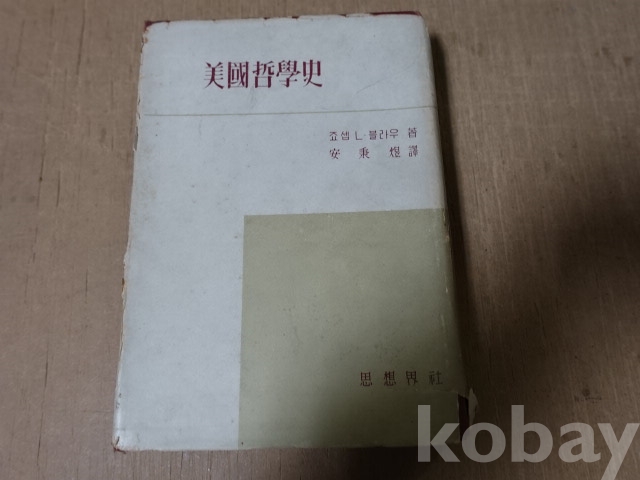 美國哲學史
죠셉 L·블라우 著
安秉煜 譯
思想界社
kobay